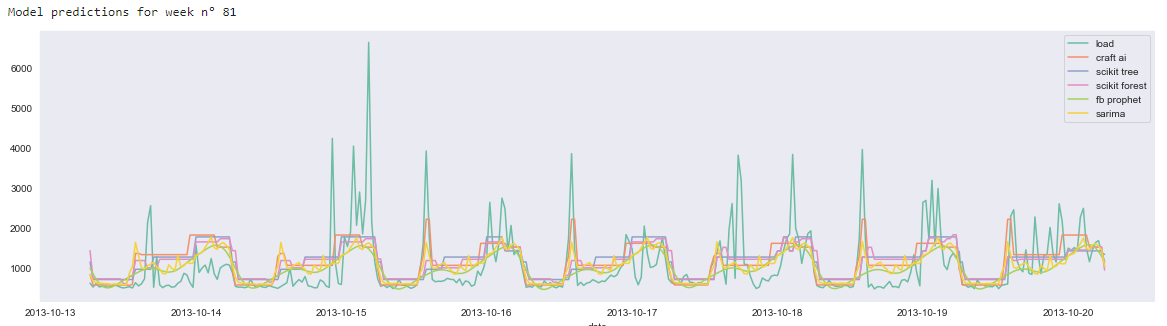 Model predictions for week n° 81
load
craft ai
scikit tree
scikit forest
fb prophet
sarima
6000
5000
4000
3000
2000
1000
2013-10-13 2013-10-14 2013-10-15 2013-10-16 2013-10-17 2013-10-18 2013-10-19 2013-10-20